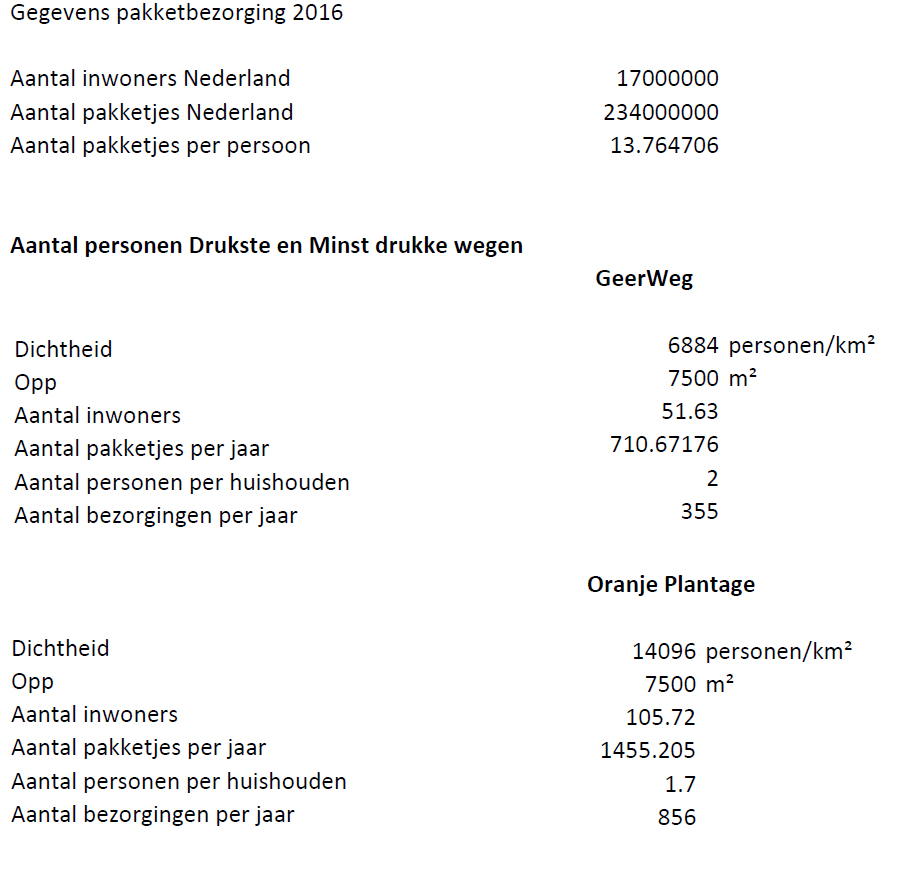 Gegevens pakketbezorging 2016
Aantal inwoners Nederland 17000000
Aantal pakketjes Nederland 234000000
Aantal pakketjes per persoon 13.764706
Aantal personen Drukste en Minst drukke wegen
GeerWeg
Dichtheid 6884 personen/km²
Opp 7500 m²
Aantal inwoners 51.63
Aantal pakketjes per jaar 710.67176
Aantal personen per huishouden 2
Aantal bezorgingen per jaar 355
Oranje Plantage
Dichtheid 14096 personen/km²
Opp 7500 m²
Aantal inwoners 105.72
Aantal pakketjes per jaar 1455.205
Aantal personen per huishouden 1.7
Aantal bezorgingen per jaar 856